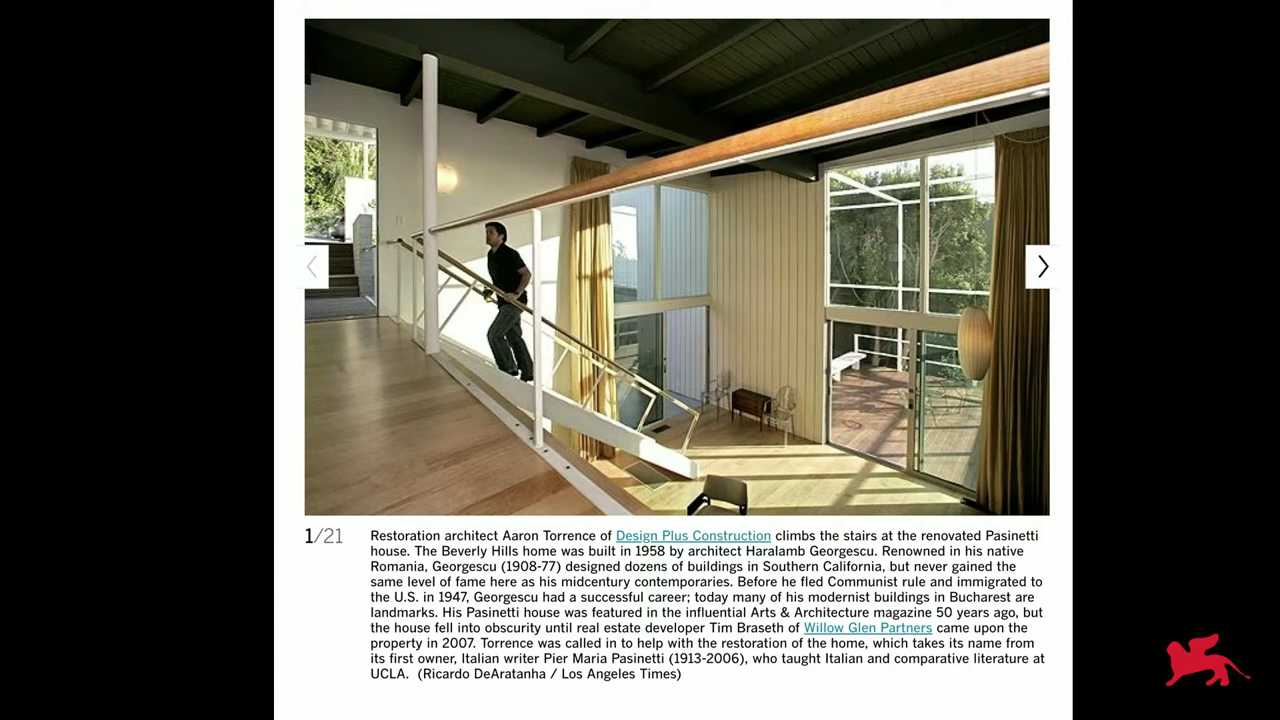 1/21
Restoration architect Aaron Torrence of Design Plus Construction climbs the stairs at the renovated Pasinetti
house. The Beverly Hills home was built in 1958 by architect Haralamb Georgescu. Renowned in his native
Romania, Georgescu (1908-77) designed dozens of buildings in Southern California, but never gained the
same level of fame here as his midcentury contemporaries. Before he fled Communist rule and immigrated to
the U.S. in 1947, Georgescu had a successful career; today many of his modernist buildings in Bucharest are
landmarks. His Pasinetti house was featured in the influential Arts & Architecture magazine 50 years ago, but
the house fell into obscurity until real estate developer Tim Braseth of Willow Glen Partners came upon the
property in 2007. Torrence was called in to help with the restoration of the home, which takes its name from
its first owner, Italian writer Pier Maria Pasinetti (1913-2006), who taught Italian and comparative literature at
UCLA.  (Ricardo DeAratanha / Los Angeles Times)